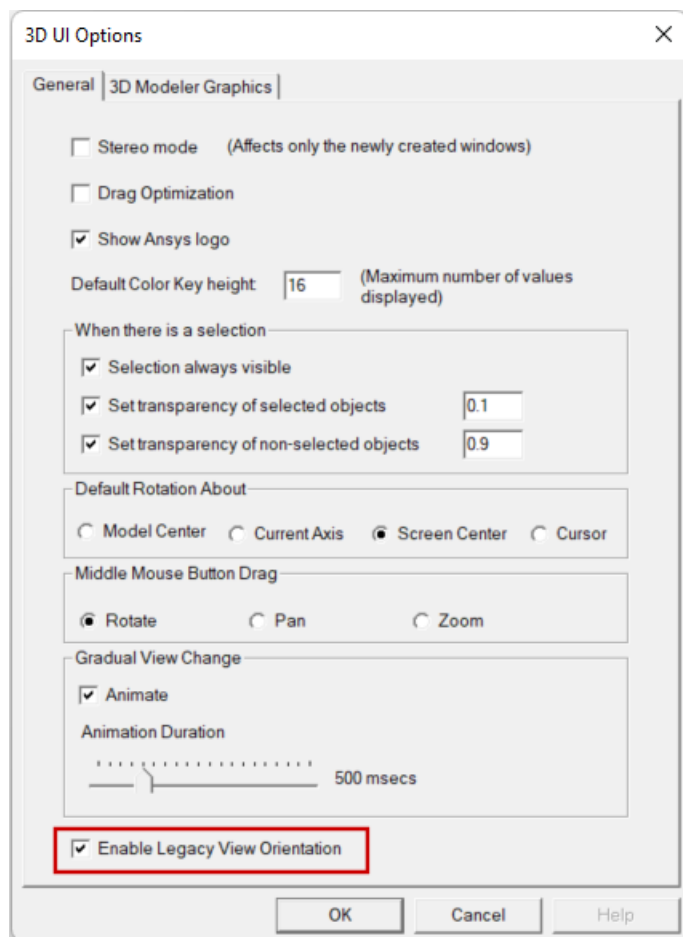 3D UI Options
General
3D Modeler Graphics
Stereo mode (Affects only the newly created windows)
Drag Optimization
Show Ansys logo
Default Color Key height: 16 (Maximum number of values
displayed)
When there is a selection
Selection always visible
Set transparency of selected objects 0.1
Set transparency of non-selected objects 0.9
Default Rotation About
Model Center Current Axis Screen Center Cursor
Middle Mouse Button Drag
Rotate Pan Zoom
Gradual View Change
Animate
Animation Duration
500 msecs
Enable Legacy View Orientation
OK Cancel Help